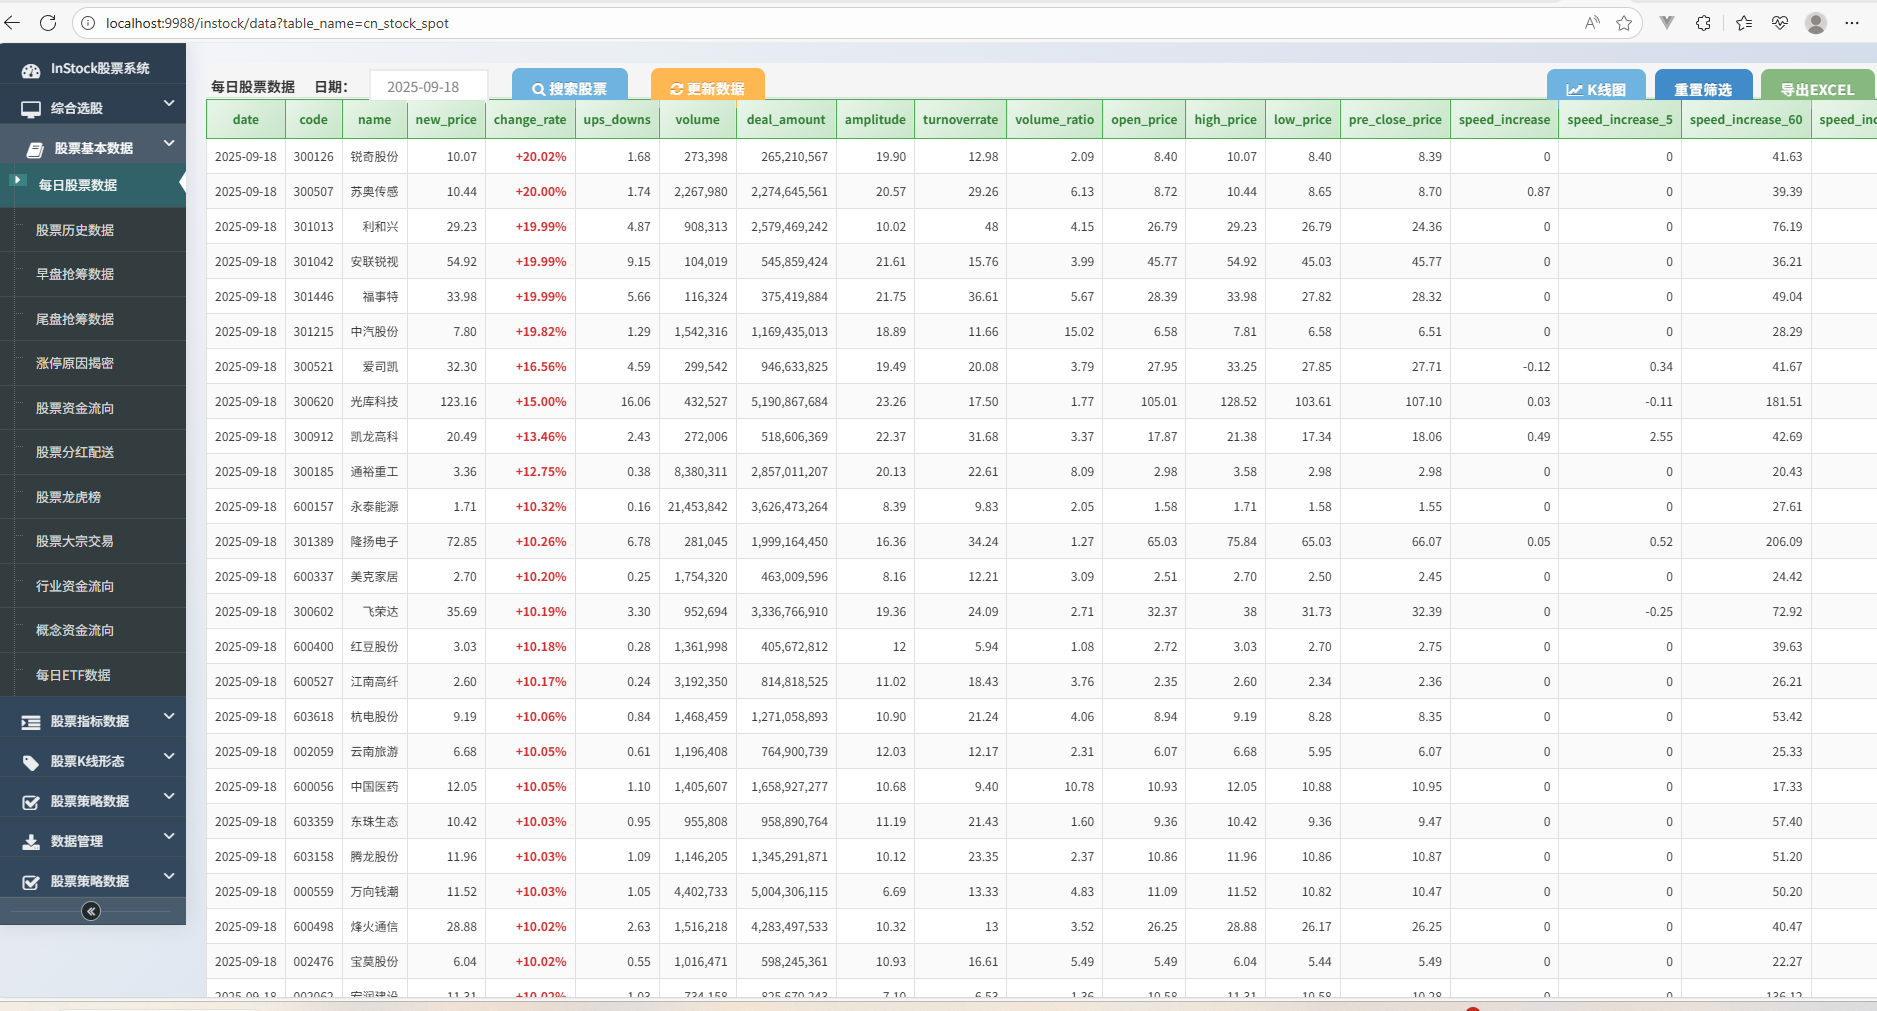 localhost:9988/instock/data?table_name=cn_stock_spot
InStock股票系统
综合选股
股票基本数据
每日股票数据
股票历史数据
早盘抢筹数据
尾盘抢筹数据
涨停原因揭密
股票资金流向
股票分红配送
股票龙虎榜
股票大宗交易
行业资金流向
概念资金流向
每日ETF数据
股票指标数据
股票K线形态
股票策略数据
数据管理
股票策略数据
每日股票数据 日期： 2025-09-18 搜索股票 更新数据 K线图 重置筛选 导出EXCEL
date code name new_price change_rate ups_downs volume deal_amount amplitude turnoverrate volume_ratio open_price high_price low_price pre_close_price speed_increase speed_increase_5 speed_increase_60 speed_inc
2025-09-18 300126 锐奇股份 10.07 +20.02% 1.68 273,398 265,210,567 19.90 12.98 2.09 8.40 10.07 8.40 8.39 0 0 41.63
2025-09-18 300507 苏奥传感 10.44 +20.00% 1.74 2,267,980 2,274,645,561 20.57 29.26 6.13 8.72 10.44 8.65 8.70 0.87 0 39.39
2025-09-18 301013 利和兴 29.23 +19.99% 4.87 908,313 2,579,469,242 10.02 48 4.15 26.79 29.23 26.79 24.36 0 0 76.19
2025-09-18 301042 安联锐视 54.92 +19.99% 9.15 104,019 545,859,424 21.61 15.76 3.99 45.77 54.92 45.03 45.77 0 0 36.21
2025-09-18 301446 福事特 33.98 +19.99% 5.66 116,324 375,419,884 21.75 36.61 5.67 28.39 33.98 27.82 28.32 0 0 49.04
2025-09-18 301215 中汽股份 7.80 +19.82% 1.29 1,542,316 1,169,435,013 18.89 11.66 15.02 6.58 7.81 6.58 6.51 0 0 28.29
2025-09-18 300521 爱司凯 32.30 +16.56% 4.59 299,542 946,633,825 19.49 20.08 3.79 27.95 33.25 27.85 27.71 -0.12 0.34 41.67
2025-09-18 300620 光库科技 123.16 +15.00% 16.06 432,527 5,190,867,684 23.26 17.50 1.77 105.01 128.52 103.61 107.10 0.03 -0.11 181.51
2025-09-18 300912 凯龙高科 20.49 +13.46% 2.43 272,006 518,606,369 22.37 31.68 3.37 17.87 21.38 17.34 18.06 0.49 2.55 42.69
2025-09-18 300185 通裕重工 3.36 +12.75% 0.38 8,380,311 2,857,011,207 20.13 22.61 8.09 2.98 3.58 2.98 2.98 0 0 20.43
2025-09-18 600157 永泰能源 1.71 +10.32% 0.16 21,453,842 3,626,473,264 8.39 9.83 2.05 1.58 1.71 1.58 1.55 0 0 27.61
2025-09-18 301389 隆扬电子 72.85 +10.26% 6.78 281,045 1,999,164,450 16.36 34.24 1.27 65.03 75.84 65.03 66.07 0.05 0.52 206.09
2025-09-18 600337 美克家居 2.70 +10.20% 0.25 1,754,320 463,009,596 8.16 12.21 3.09 2.51 2.70 2.50 2.45 0 0 24.42
2025-09-18 300602 飞荣达 35.69 +10.19% 3.30 952,694 3,336,766,910 19.36 24.09 2.71 32.37 38 31.73 32.39 0 -0.25 72.92
2025-09-18 600400 红豆股份 3.03 +10.18% 0.28 1,361,998 405,672,812 12 5.94 1.08 2.72 3.03 2.70 2.75 0 0 39.63
2025-09-18 600527 江南高纤 2.60 +10.17% 0.24 3,192,350 814,818,525 11.02 18.43 3.76 2.35 2.60 2.34 2.36 0 0 26.21
2025-09-18 603618 杭电股份 9.19 +10.06% 0.84 1,468,459 1,271,058,893 10.90 21.24 4.06 8.94 9.19 8.28 8.35 0 0 53.42
2025-09-18 002059 云南旅游 6.68 +10.05% 0.61 1,196,408 764,900,739 12.03 12.17 2.31 6.07 6.68 5.95 6.07 0 0 25.33
2025-09-18 600056 中国医药 12.05 +10.05% 1.10 1,405,607 1,658,927,277 10.68 9.40 10.78 10.93 12.05 10.88 10.95 0 0 17.33
2025-09-18 603359 东珠生态 10.42 +10.03% 0.95 955,808 958,890,764 11.19 21.43 1.60 9.36 10.42 9.36 9.47 0 0 57.40
2025-09-18 603158 腾龙股份 11.96 +10.03% 1.09 1,146,205 1,345,291,871 10.12 23.35 2.37 10.86 11.96 10.86 10.87 0 0 51.20
2025-09-18 000559 万向钱潮 11.52 +10.03% 1.05 4,402,733 5,004,306,115 6.69 13.33 4.83 11.09 11.52 10.82 10.47 0 0 50.20
2025-09-18 600498 烽火通信 28.88 +10.02% 2.63 1,516,218 4,283,497,533 10.32 13 3.52 26.25 28.88 26.17 26.25 0 0 40.47
2025-09-18 002476 宝莫股份 6.04 +10.02% 0.55 1,016,471 598,245,361 10.93 16.61 5.49 5.49 6.04 5.44 5.49 0 0 22.27
2025-09-18 002062 宏润建设 11.31 +10.02% 1.03 734,158 825,670,243 7.10 6.53 1.36 10.58 11.31 10.58 10.28 0 0 136.12